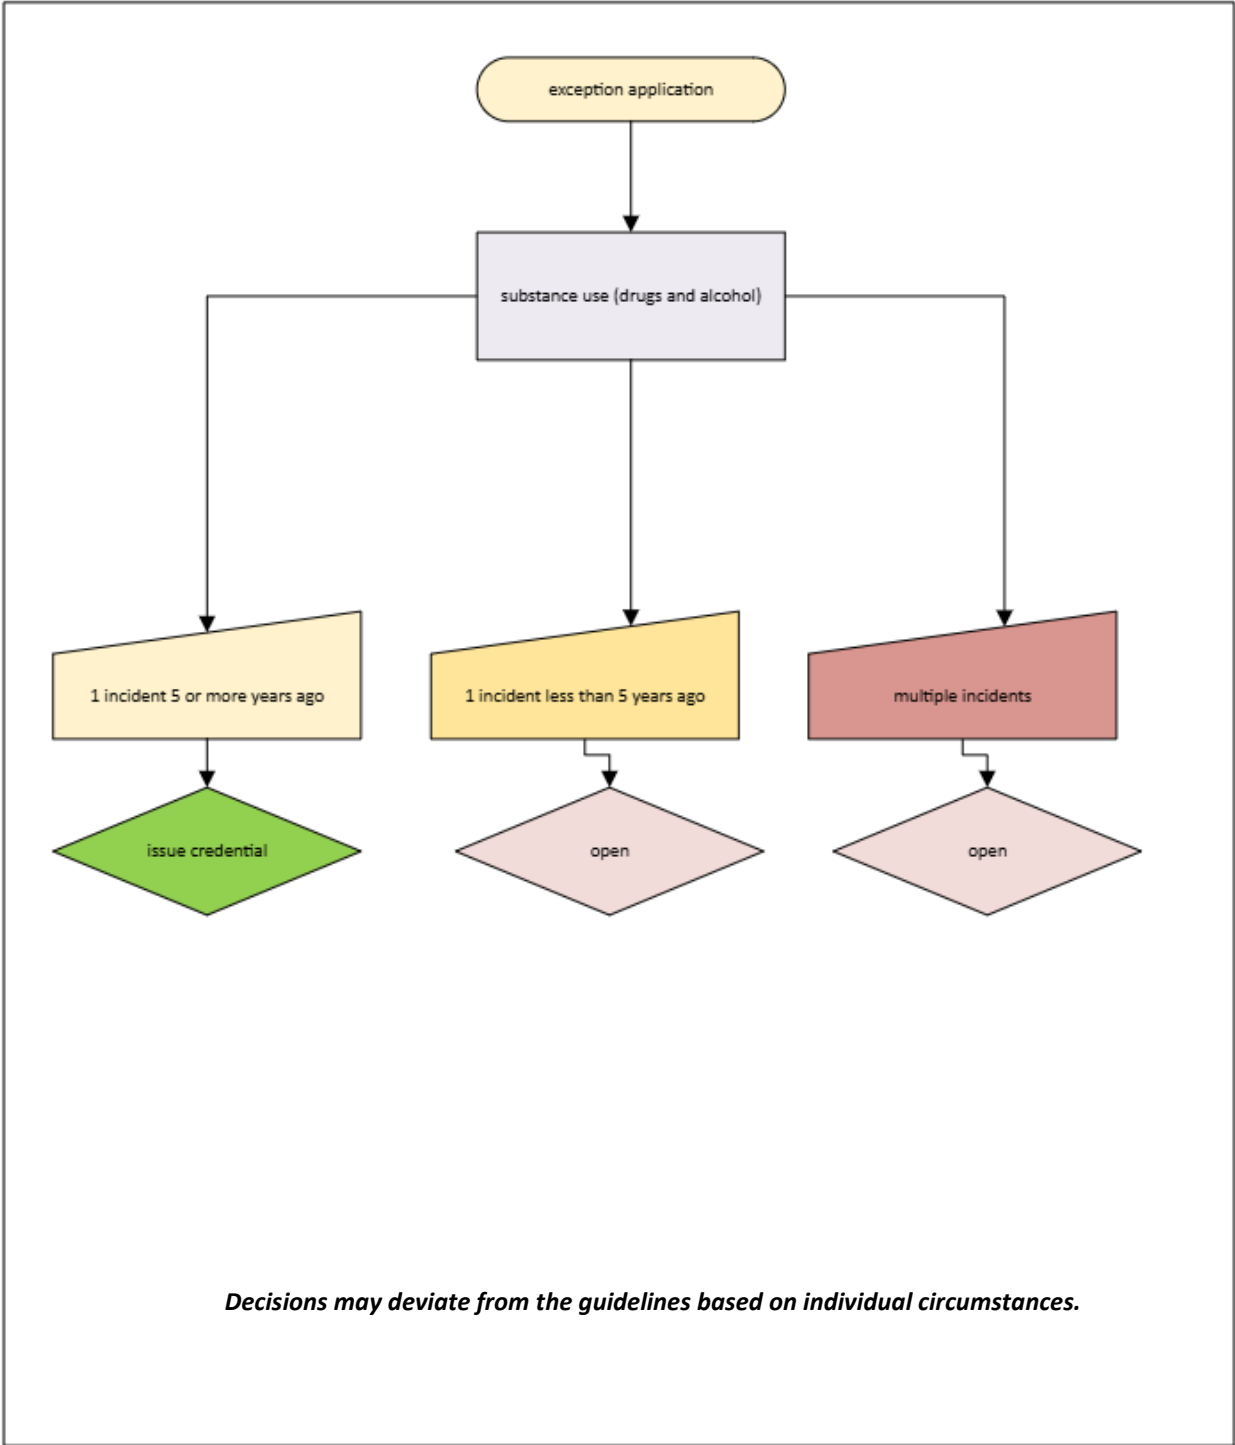 exception application
substance use (drugs and alcohol)
1 incident 5 or more years ago
1 incident less than 5 years ago
multiple incidents
issue credential
open
open
Decisions may deviate from the guidelines based on individual circumstances.